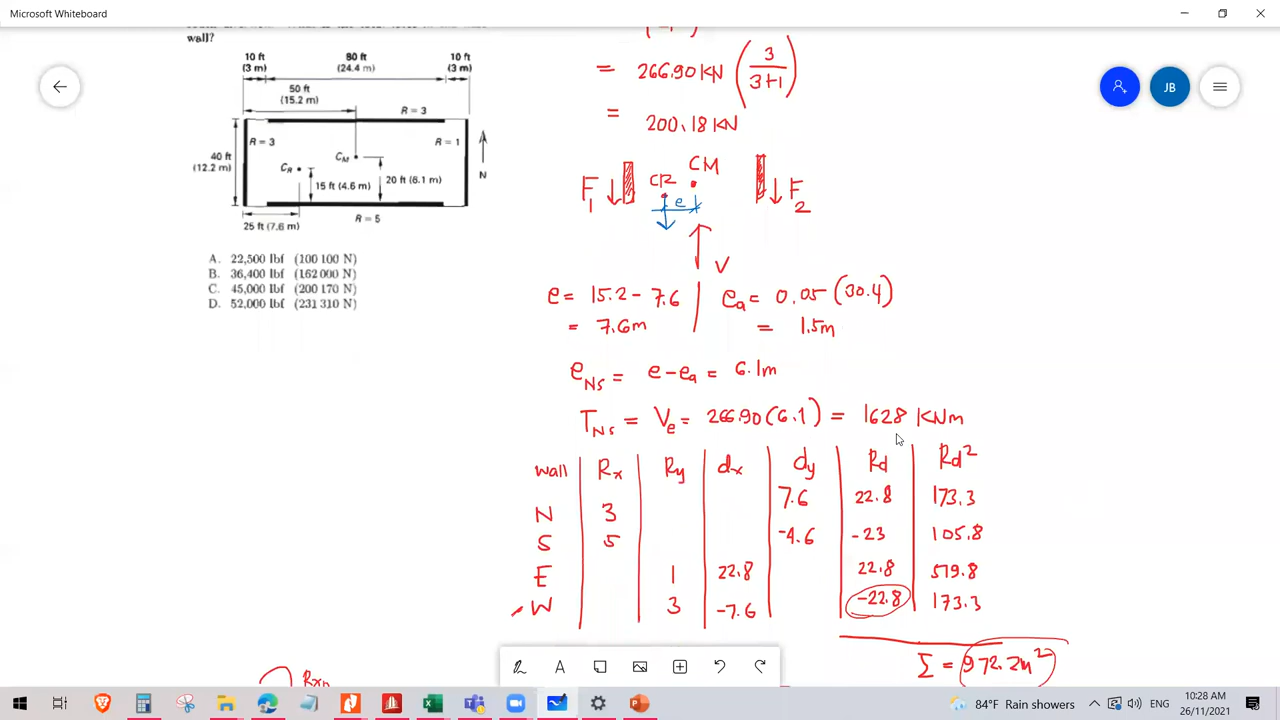 Microsoft Whiteboard
wall?
10 ft
(3 m)
80 ft
(24.4 m)
10 ft
(3 m)
50 ft
(15.2 m)
R = 3
R = 3
R = 1
CM
CR
40 ft
(12.2 m)
15 ft (4.6 m)
20 ft (6.1 m)
N
25 ft (7.6 m)
R = 5
A. 22,500 lbf (100 100 N)
B. 36,400 lbf (162 000 N)
C. 45,000 lbf (200 170 N)
D. 52,000 lbf (231 310 N)
JB
= 266.90 KN (3/3+1)
= 200.18 KN
F1 CR CM F2
e
V
e = 15.2 - 7.6 ea = 0.05 (30.4)
= 7.6m = 1.5m
eNS = e - ea = 6.1m
TNS = Ve = 266.90(6.1) = 1628 KNm
wall Rx Ry dx dy Rd Rd²
N 3 7.6 22.8 173.3
S 5 -4.6 -23 105.8
E 1 22.8 22.8 519.8
W 3 -7.6 -22.8 173.3
Σ = 972.2m²
Rxn
A
84°F Rain showers
ENG
10:28 AM
26/11/2021